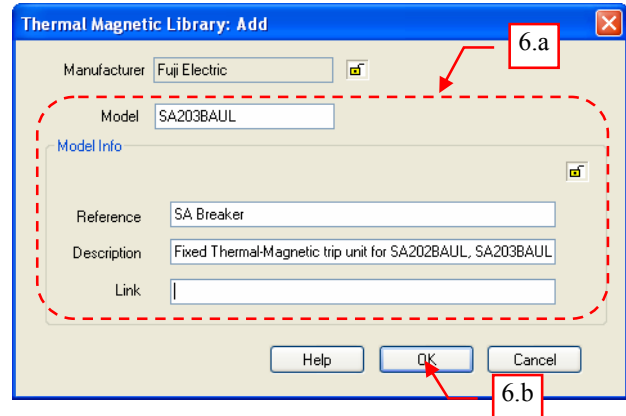 Thermal Magnetic Library: Add
6.a
Manufacturer Fuji Electric
Model SA203BAUL
Model Info
Reference SA Breaker
Description Fixed Thermal-Magnetic trip unit for SA202BAUL, SA203BAUL
Link
Help OK Cancel
6.b